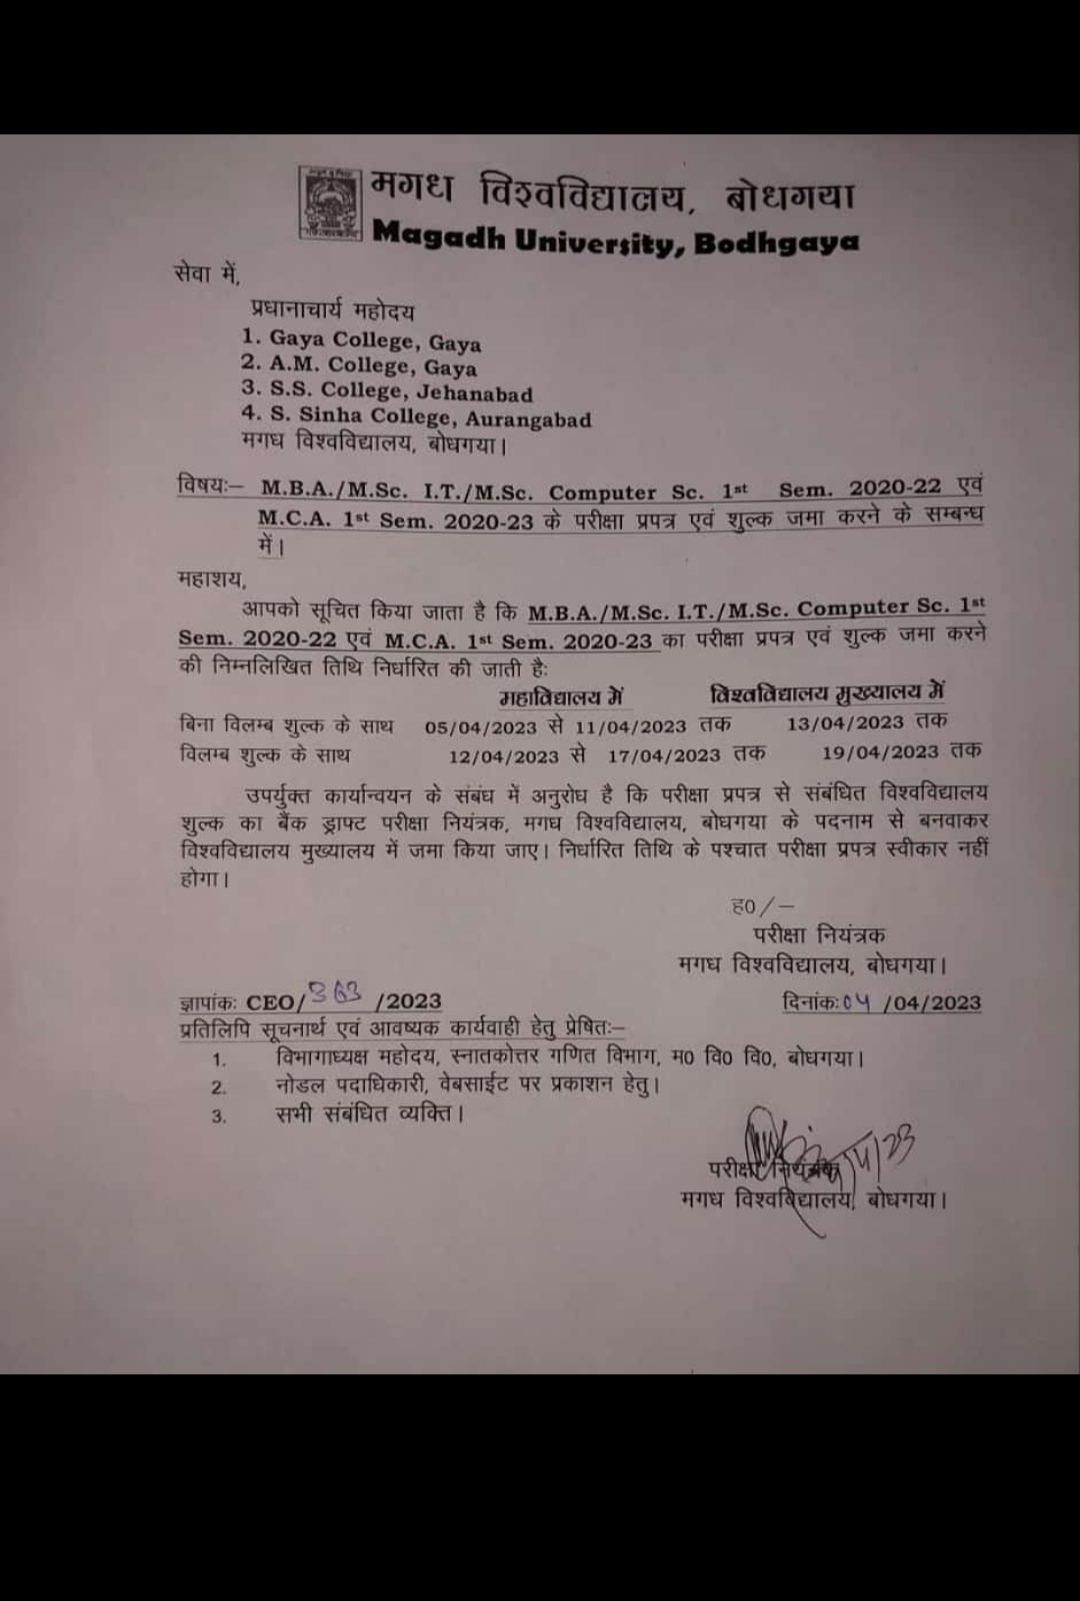 मगध विश्वविद्यालय, बोधगया
Magadh University, Bodhgaya
सेवा में,
प्रधानाचार्य महोदय
1. Gaya College, Gaya
2. A.M. College, Gaya
3. S.S. College, Jehanabad
4. S. Sinha College, Aurangabad
मगध विश्वविद्यालय, बोधगया।
विषयः– M.B.A./M.Sc. I.T./M.Sc. Computer Sc. 1st Sem. 2020-22 एवं
M.C.A. 1st Sem. 2020-23 के परीक्षा प्रपत्र एवं शुल्क जमा करने के सम्बन्ध
में।
महाशय,
आपको सूचित किया जाता है कि M.B.A./M.Sc. I.T./M.Sc. Computer Sc. 1st
Sem. 2020-22 एवं M.C.A. 1st Sem. 2020-23 का परीक्षा प्रपत्र एवं शुल्क जमा करने
की निम्नलिखित तिथि निर्धारित की जाती हैः
महाविद्यालय में विश्वविद्यालय मुख्यालय में
बिना विलम्ब शुल्क के साथ 05/04/2023 से 11/04/2023 तक 13/04/2023 तक
विलम्ब शुल्क के साथ 12/04/2023 से 17/04/2023 तक 19/04/2023 तक
उपर्युक्त कार्यान्वयन के संबंध में अनुरोध है कि परीक्षा प्रपत्र से संबंधित विश्वविद्यालय
शुल्क का बैंक ड्राफ्ट परीक्षा नियंत्रक, मगध विश्वविद्यालय, बोधगया के पदनाम से बनवाकर
विश्वविद्यालय मुख्यालय में जमा किया जाए। निर्धारित तिथि के पश्चात परीक्षा प्रपत्र स्वीकार नहीं
होगा।
ह0/–
परीक्षा नियंत्रक
मगध विश्वविद्यालय, बोधगया।
ज्ञापांकः CEO/363 /2023 दिनांकः04 /04/2023
प्रतिलिपि सूचनार्थ एवं आवष्यक कार्यवाही हेतु प्रेषितः–
1. विभागाध्यक्ष महोदय, स्नातकोत्तर गणित विभाग, म0 वि0 वि0, बोधगया।
2. नोडल पदाधिकारी, वेबसाईट पर प्रकाशन हेतु।
3. सभी संबंधित व्यक्ति।
परीक्षा नियंत्रक
मगध विश्वविद्यालय, बोधगया।